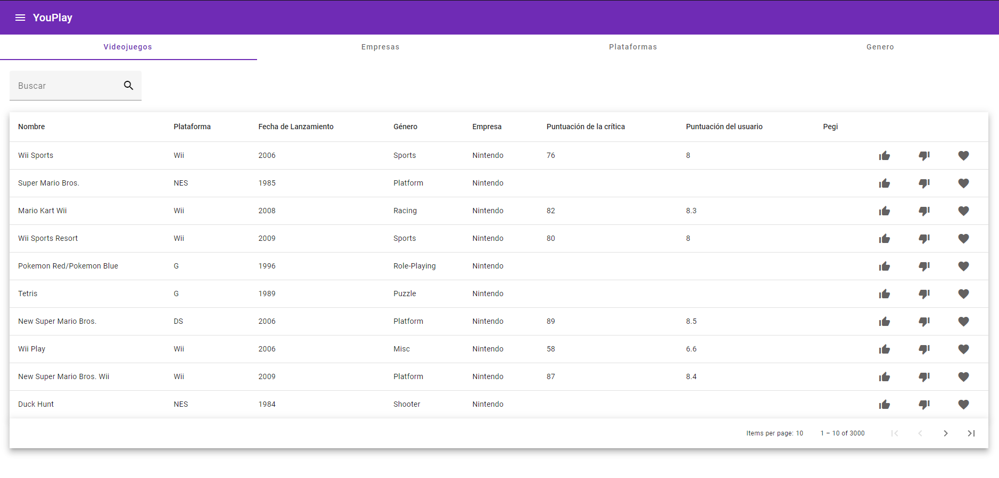 YouPlay
Videojuegos Empresas Plataformas Genero
Buscar
Nombre Plataforma Fecha de Lanzamiento Género Empresa Puntuación de la crítica Puntuación del usuario Pegi
Wii Sports Wii 2006 Sports Nintendo 76 8
Super Mario Bros. NES 1985 Platform Nintendo
Mario Kart Wii Wii 2008 Racing Nintendo 82 8.3
Wii Sports Resort Wii 2009 Sports Nintendo 80 8
Pokemon Red/Pokemon Blue G 1996 Role-Playing Nintendo
Tetris G 1989 Puzzle Nintendo
New Super Mario Bros. DS 2006 Platform Nintendo 89 8.5
Wii Play Wii 2006 Misc Nintendo 58 6.6
New Super Mario Bros. Wii Wii 2009 Platform Nintendo 87 8.4
Duck Hunt NES 1984 Shooter Nintendo
Items per page: 10 1 – 10 of 3000